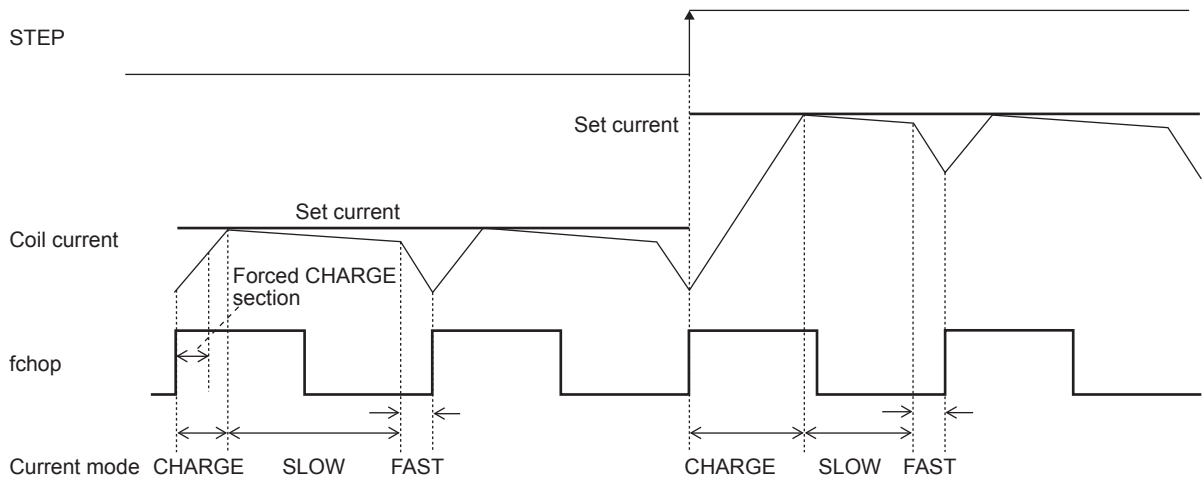 STEP
Set current
Set current
Coil current
Forced CHARGE
section
fchop
Current mode CHARGE SLOW FAST CHARGE SLOW FAST